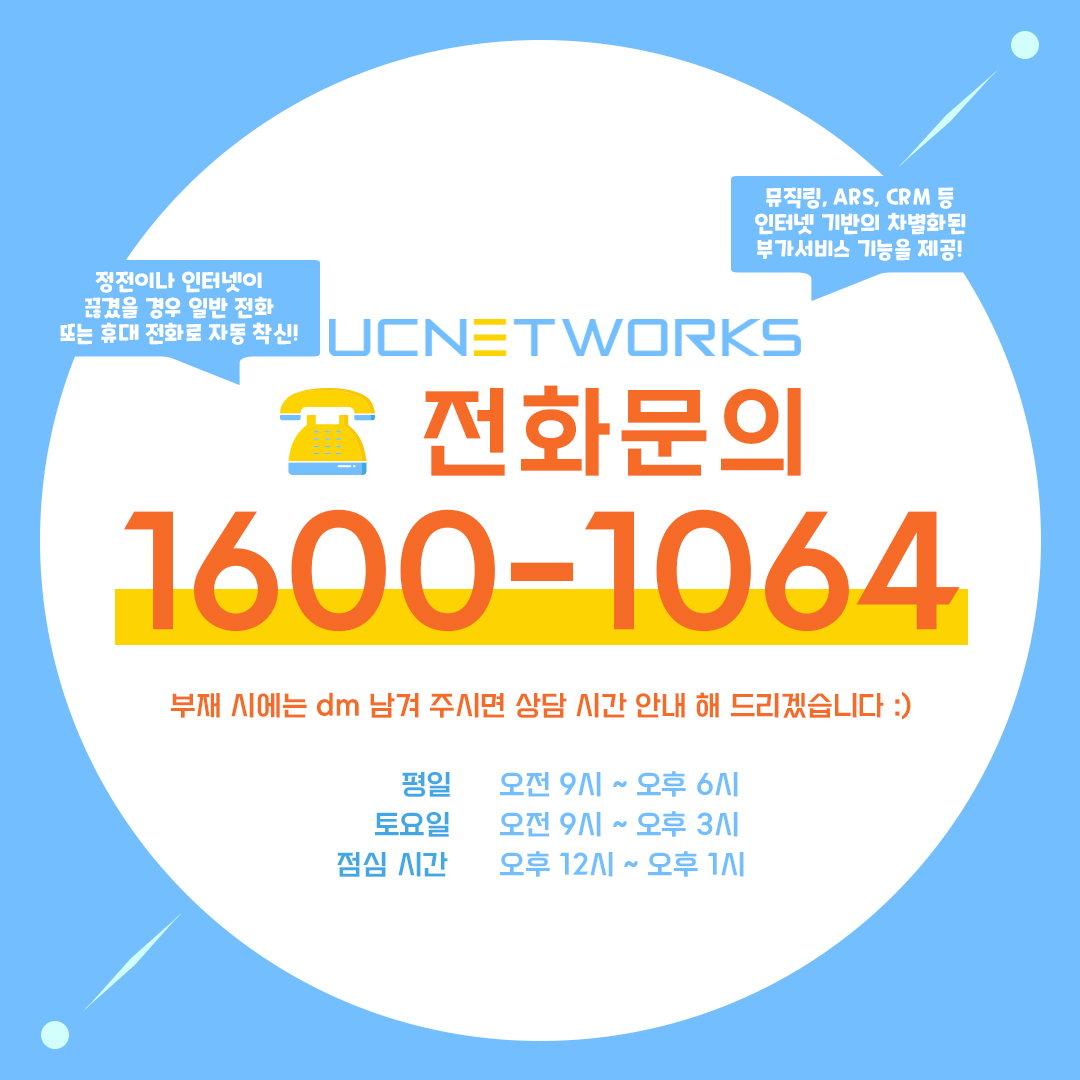 뮤직링, ARS, CRM 등
인터넷 기반의 차별화된
부가서비스 기능을 제공!
정전이나 인터넷이
끊겼을 경우 일반 전화
또는 휴대 전화로 자동 착신!
UCNETWORKS
전화문의
1600-1064
부재 시에는 dm 남겨 주시면 상담 시간 안내 해 드리겠습니다 :)
평일 오전 9시 ~ 오후 6시
토요일 오전 9시 ~ 오후 3시
점심 시간 오후 12시 ~ 오후 1시